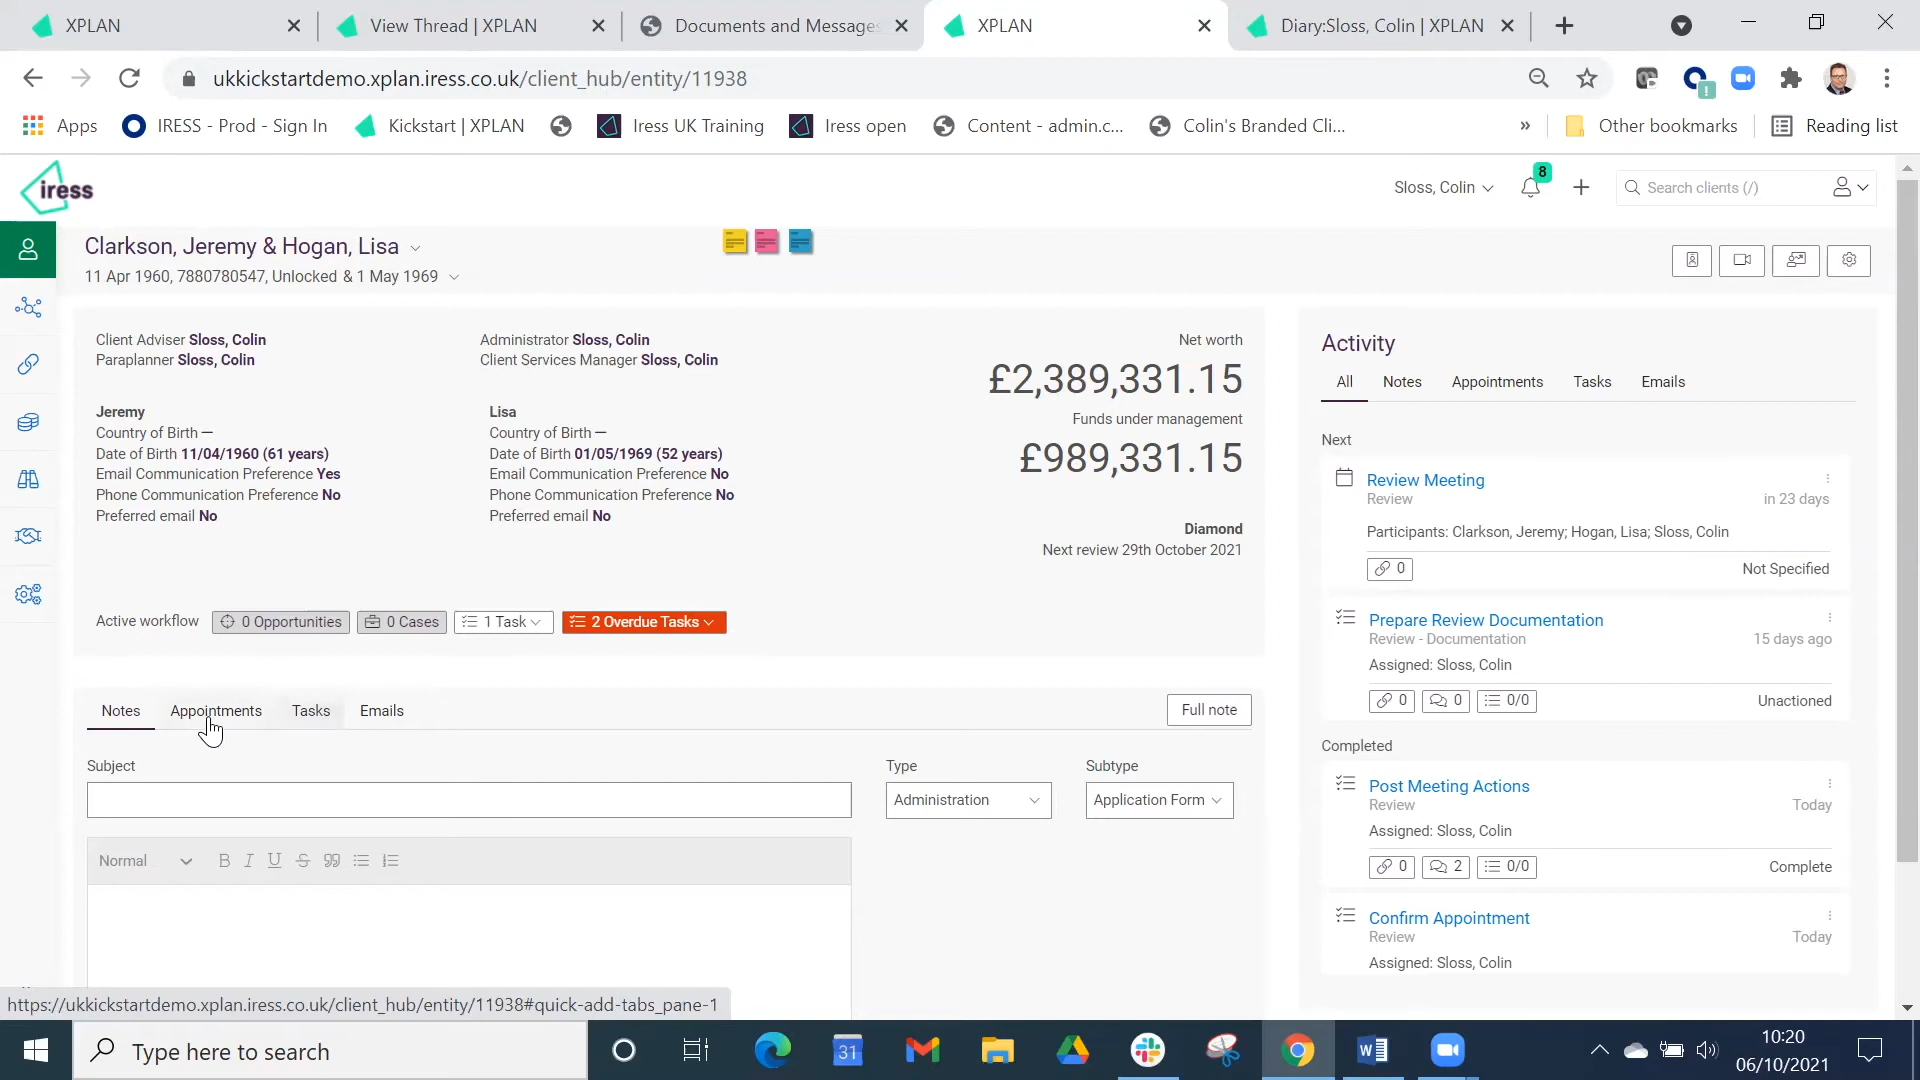 XPLAN
View Thread | XPLAN
Documents and Messages
XPLAN
Diary:Sloss, Colin | XPLAN
ukkickstartdemo.xplan.iress.co.uk/client_hub/entity/11938
Apps
IRESS - Prod - Sign In
Kickstart | XPLAN
Iress UK Training
Iress open
Content - admin.c...
Colin's Branded Cli...
»
Other bookmarks
Reading list
iress
Sloss, Colin
8
Search clients (/)
Clarkson, Jeremy & Hogan, Lisa
11 Apr 1960, 7880780547, Unlocked & 1 May 1969
Client Adviser Sloss, Colin
Paraplanner Sloss, Colin
Administrator Sloss, Colin
Client Services Manager Sloss, Colin
Jeremy
Country of Birth —
Date of Birth 11/04/1960 (61 years)
Email Communication Preference Yes
Phone Communication Preference No
Preferred email No
Lisa
Country of Birth —
Date of Birth 01/05/1969 (52 years)
Email Communication Preference No
Phone Communication Preference No
Preferred email No
Net worth
£2,389,331.15
Funds under management
£989,331.15
Diamond
Next review 29th October 2021
Active workflow
0 Opportunities
0 Cases
1 Task
2 Overdue Tasks
Notes
Appointments
Tasks
Emails
Full note
Subject
Type
Administration
Subtype
Application Form
Normal
B I U S
Activity
All
Notes
Appointments
Tasks
Emails
Next
Review Meeting
Review
in 23 days
Participants: Clarkson, Jeremy; Hogan, Lisa; Sloss, Colin
0
Not Specified
Prepare Review Documentation
Review - Documentation
15 days ago
Assigned: Sloss, Colin
0
0
0/0
Unactioned
Completed
Post Meeting Actions
Review
Today
Assigned: Sloss, Colin
0
2
0/0
Complete
Confirm Appointment
Review
Today
Assigned: Sloss, Colin
https://ukkickstartdemo.xplan.iress.co.uk/client_hub/entity/11938#quick-add-tabs_pane-1
Type here to search
31
10:20
06/10/2021